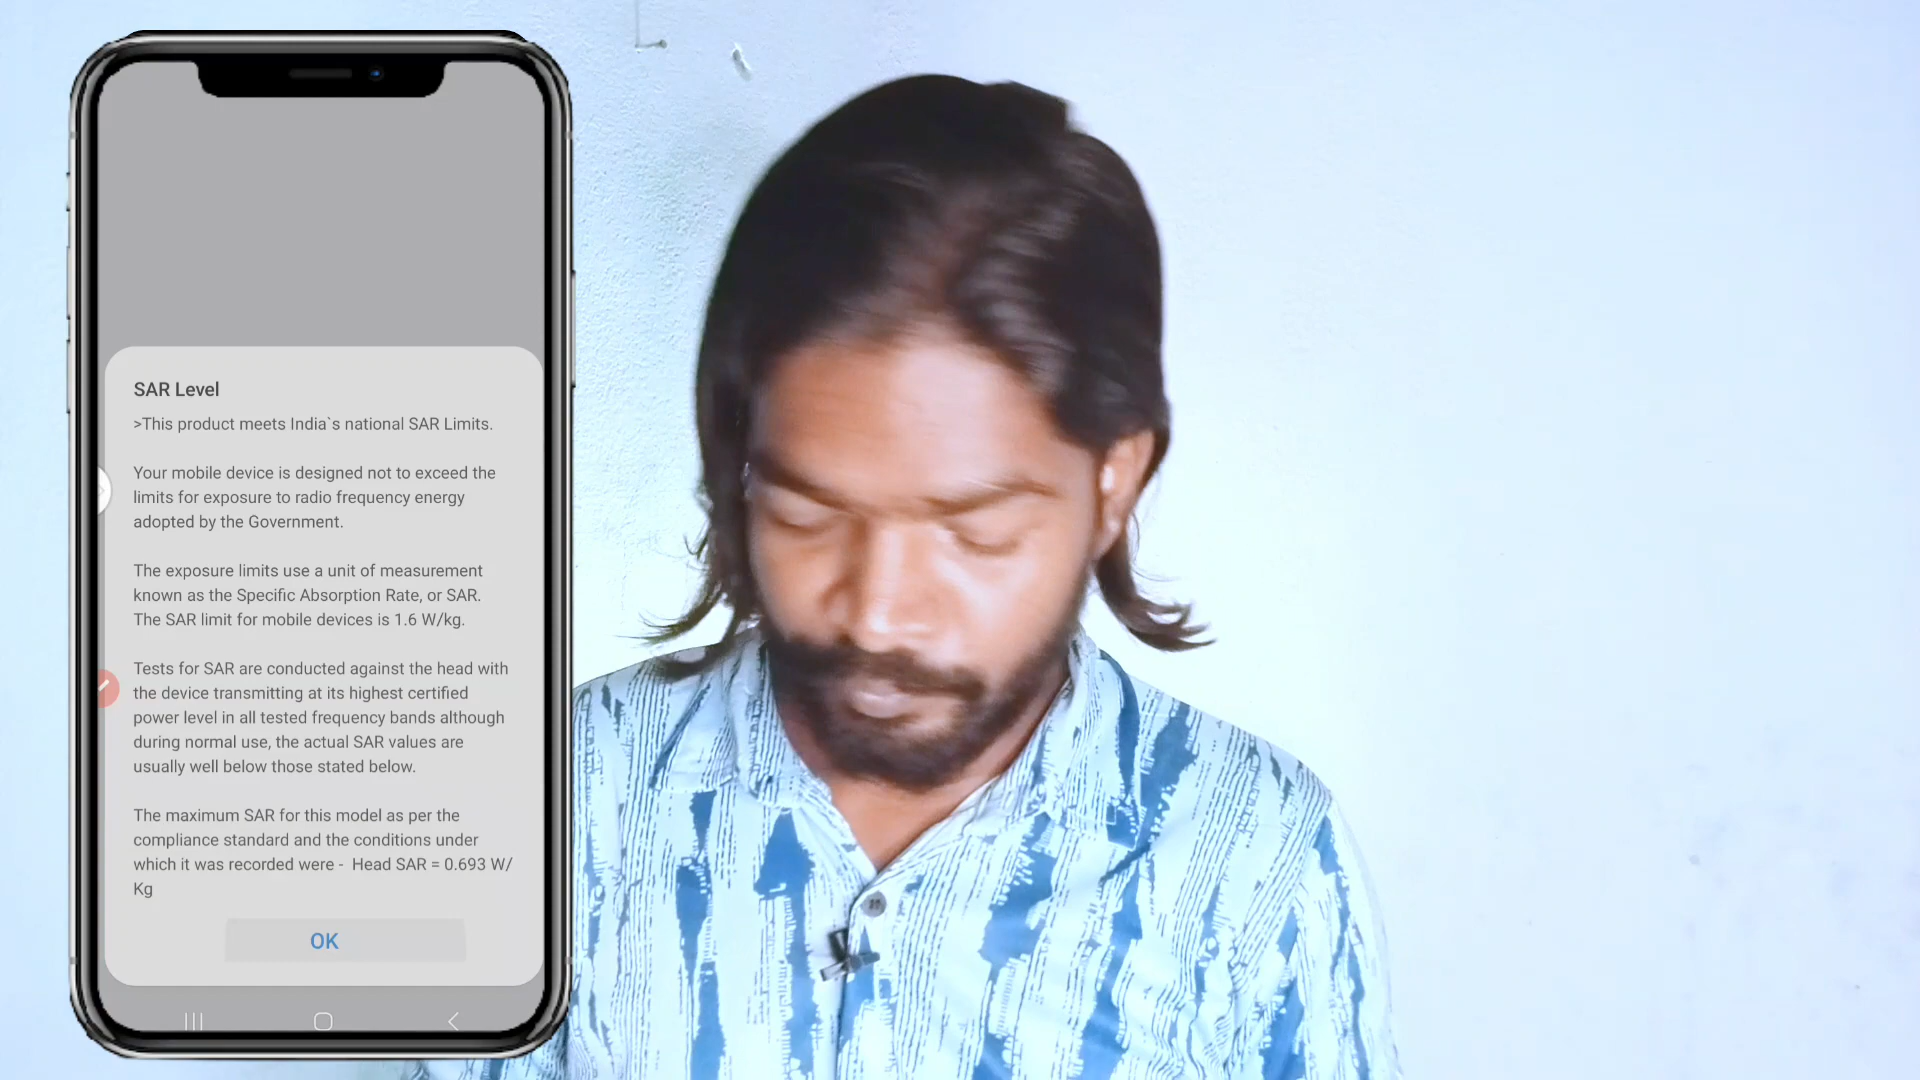 SAR Level
>This product meets India`s national SAR Limits.
Your mobile device is designed not to exceed the
limits for exposure to radio frequency energy
adopted by the Government.
The exposure limits use a unit of measurement
known as the Specific Absorption Rate, or SAR.
The SAR limit for mobile devices is 1.6 W/kg.
Tests for SAR are conducted against the head with
the device transmitting at its highest certified
power level in all tested frequency bands although
during normal use, the actual SAR values are
usually well below those stated below.
The maximum SAR for this model as per the
compliance standard and the conditions under
which it was recorded were -  Head SAR = 0.693 W/
Kg
OK